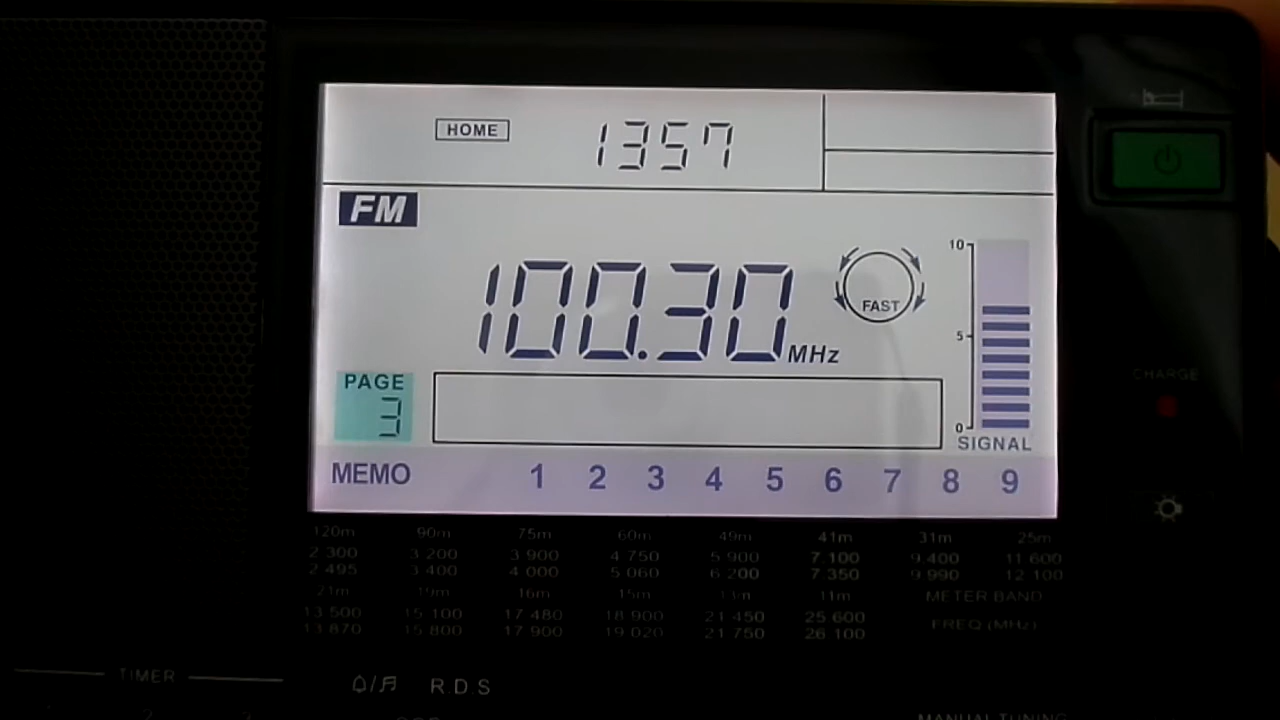 HOME 1357
FM
100.30 MHz
FAST
10
5
0
SIGNAL
PAGE
3
MEMO 1 2 3 4 5 6 7 8 9
CHARGE
120m 90m 75m 60m 49m 41m 31m 25m
2 300 3 200 3 900 4 750 5 900 7.100 9 400 11 600
2 495 3 400 4 000 5 060 6 200 7 350 9 990 12 100
21m 19m 16m 15m 13m 11m METER BAND
13 500 15 100 17 480 18 900 21 450 25 600 FREQ (MHz)
13 870 15 800 17 900 19 020 21 750 26 100
TIMER
R.D S
MANUAL TUNING